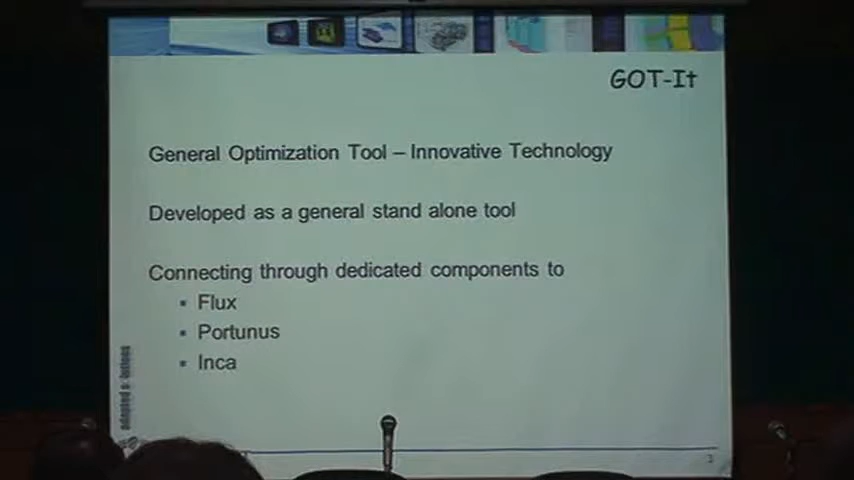 GOT-It
General Optimization Tool – Innovative Technology
Developed as a general stand alone tool
Connecting through dedicated components to
▪ Flux
▪ Portunus
▪ Inca